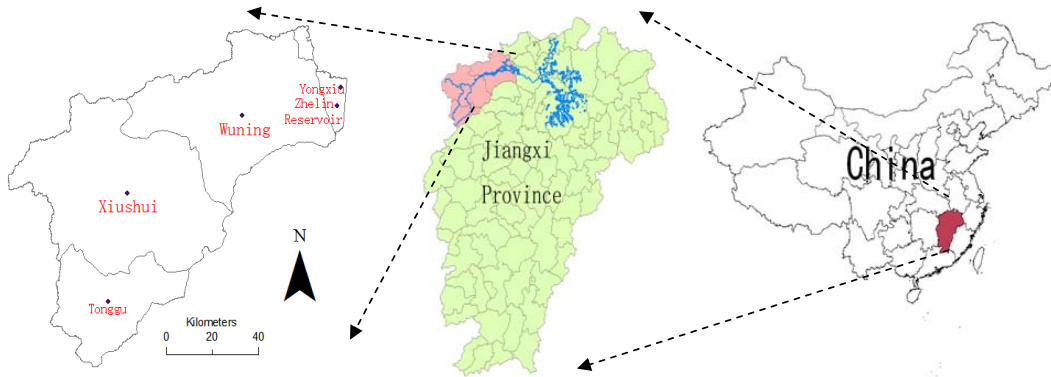 Yongxiu
Zhelin
Reservoir
Wuning
Xiushui
Tonggu
N
Kilometers
0 20 40
Jiangxi
Province
China